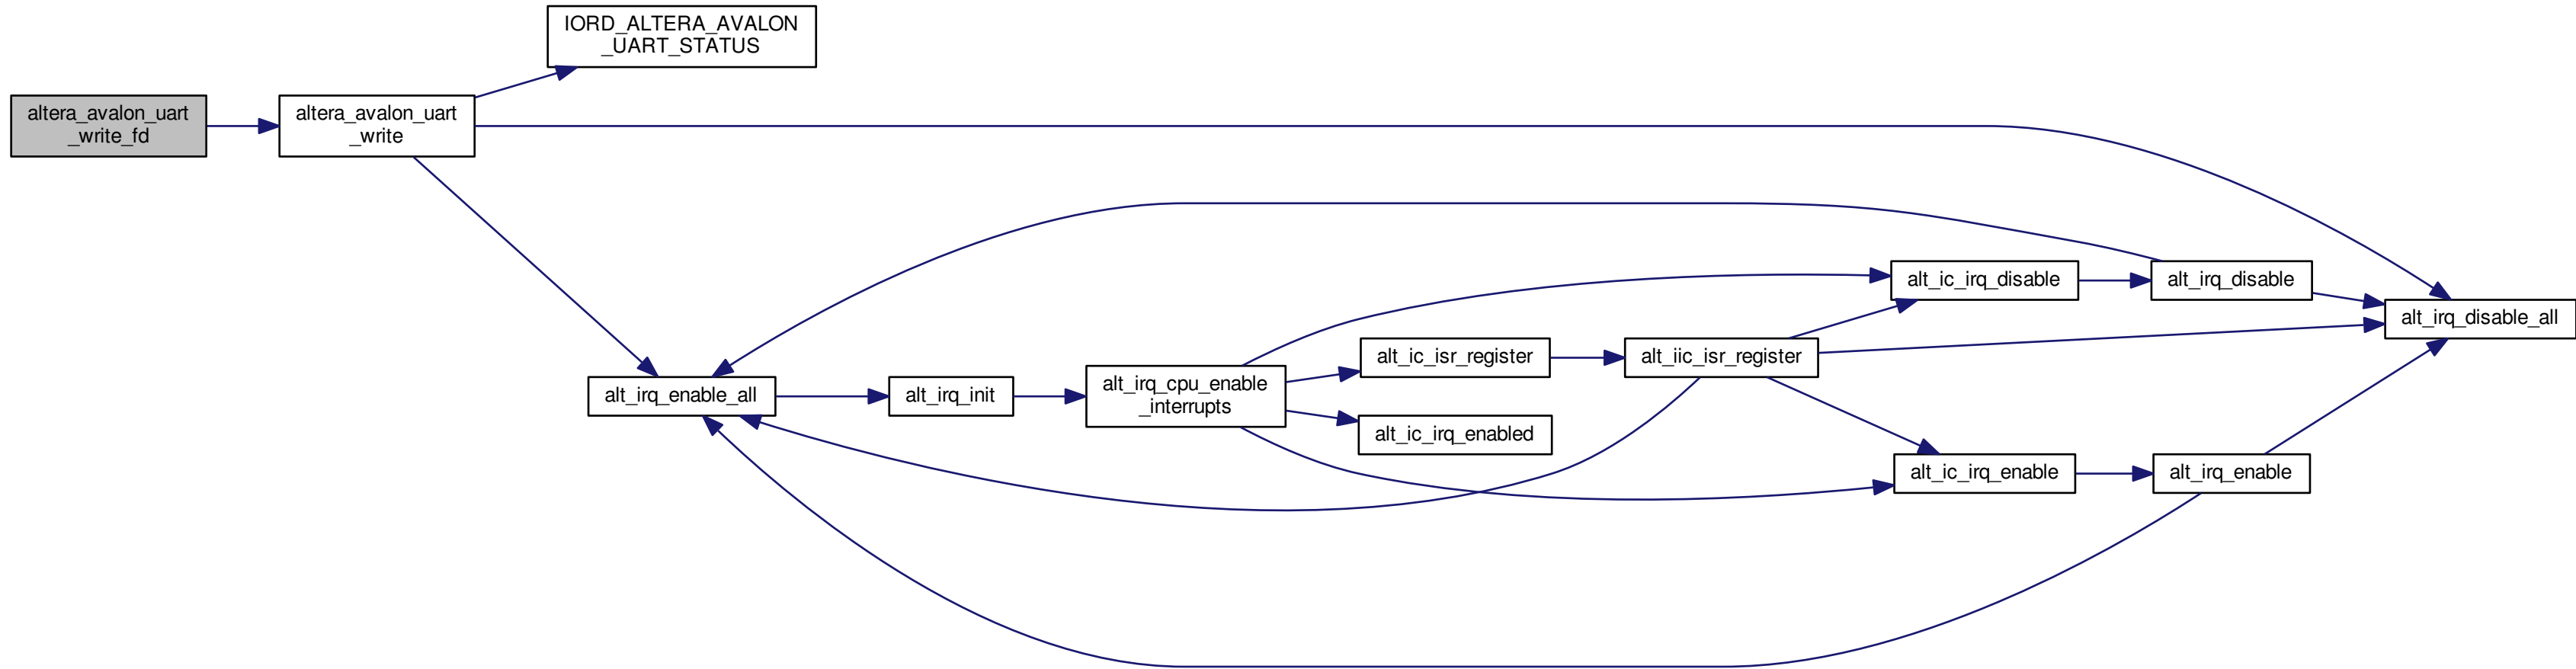 IORD_ALTERA_AVALON
_UART_STATUS
altera_avalon_uart
_write_fd
altera_avalon_uart
_write
alt_ic_irq_disable
alt_irq_disable
alt_irq_disable_all
alt_ic_isr_register
alt_iic_isr_register
alt_irq_enable_all
alt_irq_init
alt_irq_cpu_enable
_interrupts
alt_ic_irq_enabled
alt_ic_irq_enable
alt_irq_enable